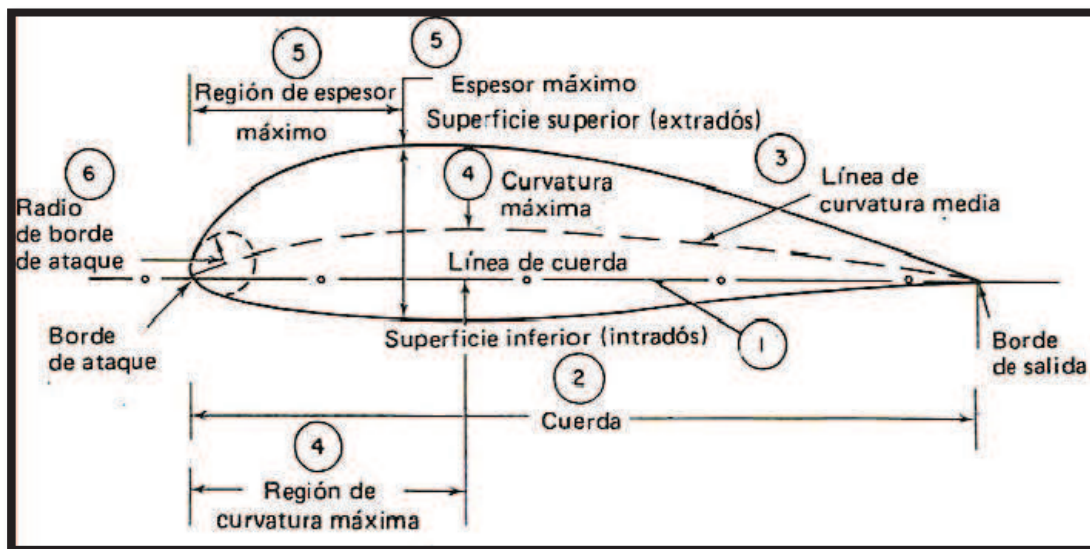 5
5
Región de espesor
máximo
Espesor máximo
Superficie superior (extradós)
3
6
4
Curvatura
máxima
Línea de
curvatura media
Radio
de borde
de ataque
Línea de cuerda
Borde
de ataque
Superficie inferior (intradós)
1
Borde
de salida
2
Cuerda
4
Región de
curvatura máxima